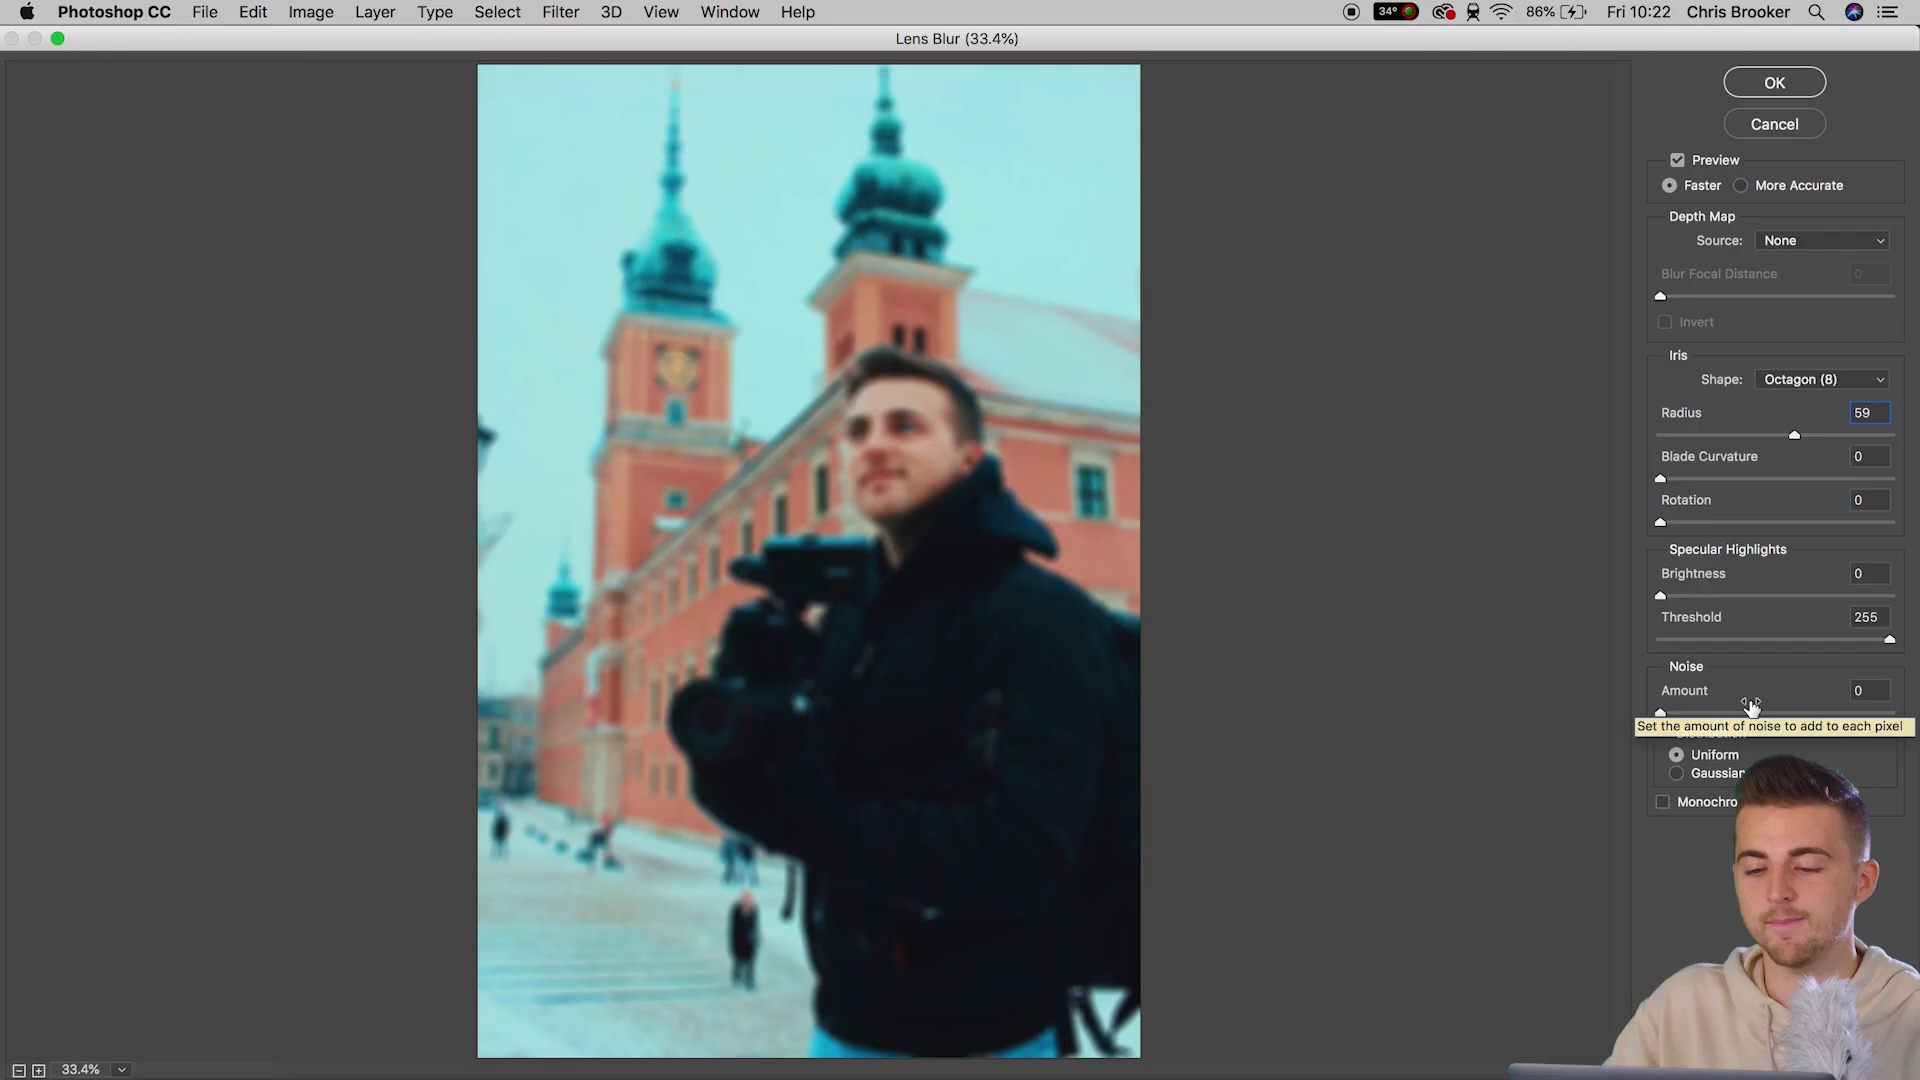 Photoshop CC File Edit Image Layer Type Select Filter 3D View Window Help 34° 86% Fri 10:22 Chris Brooker
Lens Blur (33.4%)
OK
Cancel
Preview
Faster More Accurate
Depth Map
Source: None
Blur Focal Distance 0
Invert
Iris
Shape: Octagon (8)
Radius 59
Blade Curvature 0
Rotation 0
Specular Highlights
Brightness 0
Threshold 255
Noise
Amount 0
Set the amount of noise to add to each pixel
Uniform
Gaussian
Monochro
33.4%